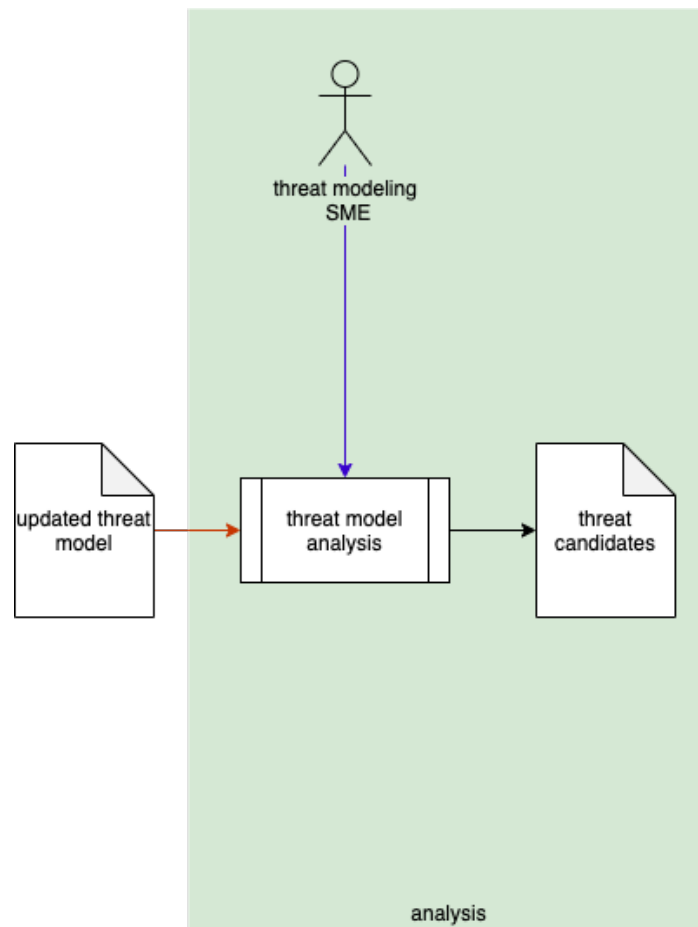 threat modeling
SME
updated threat
model
threat model
analysis
threat
candidates
analysis